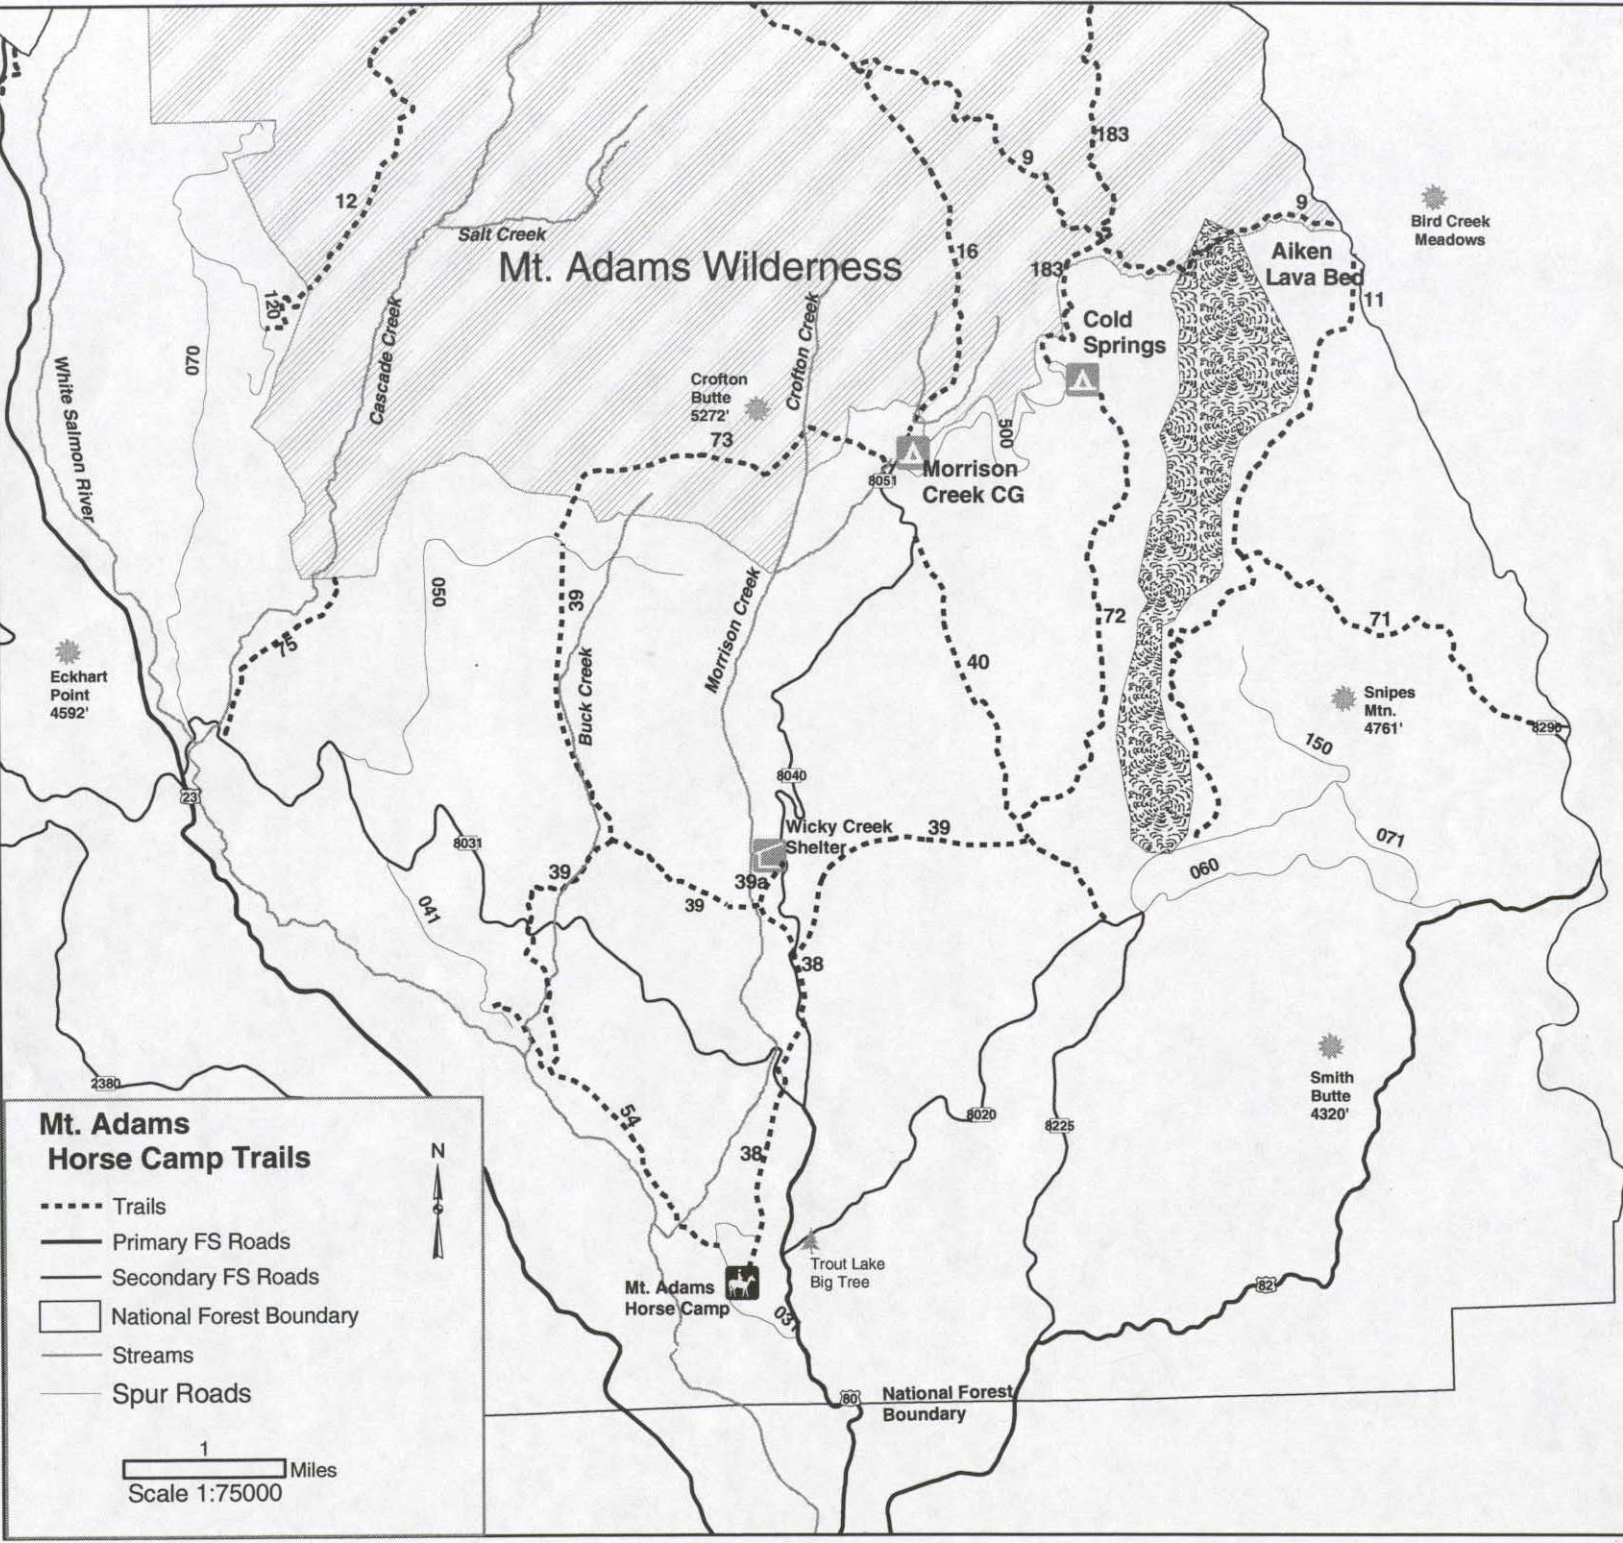 183
12
9
9
Bird Creek
Meadows
Salt Creek
Mt. Adams Wilderness
16
183
Aiken
Lava Bed
11
120
070
Cascade Creek
Crofton Creek
Cold
Springs
White Salmon River
Crofton
Butte
5272'
73
500
8051
Morrison
Creek CG
050
39
Morrison Creek
72
71
75
40
Eckhart
Point
4592'
Buck Creek
Snipes
Mtn.
4761'
8290
150
8040
23
Wicky Creek
Shelter
39
8031
071
060
39
39a
39
041
38
Smith
Butte
4320'
2380
54
8020
8225
38
Trout Lake
Big Tree
Mt. Adams
Horse Camp
031
82
80
National Forest
Boundary
Mt. Adams
Horse Camp Trails
N
Trails
Primary FS Roads
Secondary FS Roads
National Forest Boundary
Streams
Spur Roads
1
Miles
Scale 1:75000